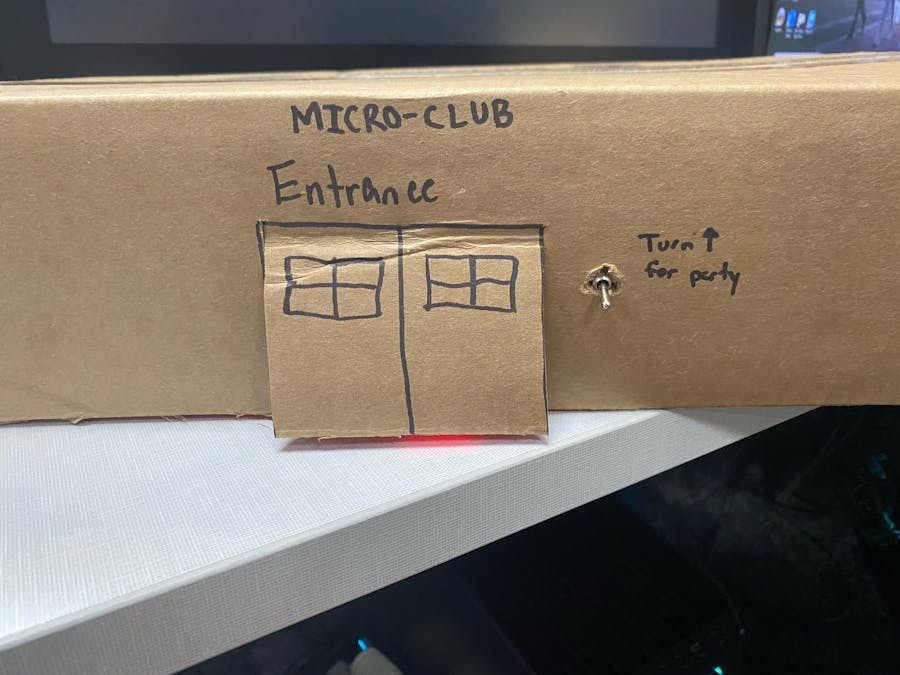 MICRO-CLUB
Entrance
Turn ↑
for party